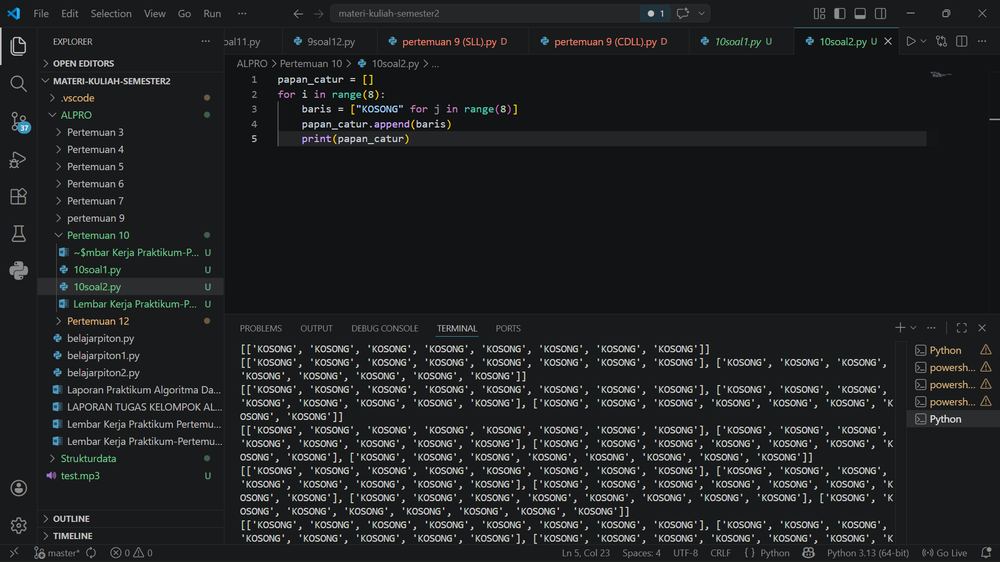 File Edit Selection View Go Run ··· materi-kuliah-semester2 1
EXPLORER ···
OPEN EDITORS
MATERI-KULIAH-SEMESTER2
.vscode
ALPRO
Pertemuan 3
Pertemuan 4
Pertemuan 5
Pertemuan 6
Pertemuan 7
pertemuan 9
Pertemuan 10
~$mbar Kerja Praktikum-P... U
10soal1.py U
10soal2.py U
Lembar Kerja Praktikum-P... U
Pertemuan 12
belajarpiton.py
belajarpiton1.py
belajarpiton2.py
Laporan Praktikum Algoritma Da...
LAPORAN TUGAS KELOMPOK AL...
Lembar Kerja Praktikum Pertemu...
Lembar Kerja Praktikum-Pertemu...
Strukturdata
test.mp3 U
OUTLINE
TIMELINE
37
oal11.py 9soal12.py pertemuan 9 (SLL).py D pertemuan 9 (CDLL).py D 10soal1.py U 10soal2.py U
ALPRO > Pertemuan 10 > 10soal2.py > ...
1 papan_catur = []
2 for i in range(8):
3 baris = ["KOSONG" for j in range(8)]
4 papan_catur.append(baris)
5 print(papan_catur)
PROBLEMS OUTPUT DEBUG CONSOLE TERMINAL PORTS
[['KOSONG', 'KOSONG', 'KOSONG', 'KOSONG', 'KOSONG', 'KOSONG', 'KOSONG', 'KOSONG']]
[['KOSONG', 'KOSONG', 'KOSONG', 'KOSONG', 'KOSONG', 'KOSONG', 'KOSONG', 'KOSONG'], ['KOSONG', 'KOSONG', 'KOSONG',
'KOSONG', 'KOSONG', 'KOSONG', 'KOSONG', 'KOSONG']]
[['KOSONG', 'KOSONG', 'KOSONG', 'KOSONG', 'KOSONG', 'KOSONG', 'KOSONG', 'KOSONG'], ['KOSONG', 'KOSONG', 'KOSONG',
'KOSONG', 'KOSONG', 'KOSONG', 'KOSONG', 'KOSONG'], ['KOSONG', 'KOSONG', 'KOSONG', 'KOSONG', 'KOSONG', 'KOSONG', 'K
OSONG', 'KOSONG']]
[['KOSONG', 'KOSONG', 'KOSONG', 'KOSONG', 'KOSONG', 'KOSONG', 'KOSONG', 'KOSONG'], ['KOSONG', 'KOSONG', 'KOSONG',
'KOSONG', 'KOSONG', 'KOSONG', 'KOSONG', 'KOSONG'], ['KOSONG', 'KOSONG', 'KOSONG', 'KOSONG', 'KOSONG', 'KOSONG', 'K
OSONG', 'KOSONG'], ['KOSONG', 'KOSONG', 'KOSONG', 'KOSONG', 'KOSONG', 'KOSONG', 'KOSONG', 'KOSONG']]
[['KOSONG', 'KOSONG', 'KOSONG', 'KOSONG', 'KOSONG', 'KOSONG', 'KOSONG', 'KOSONG'], ['KOSONG', 'KOSONG', 'KOSONG',
'KOSONG', 'KOSONG', 'KOSONG', 'KOSONG', 'KOSONG'], ['KOSONG', 'KOSONG', 'KOSONG', 'KOSONG', 'KOSONG', 'KOSONG', 'K
OSONG', 'KOSONG'], ['KOSONG', 'KOSONG', 'KOSONG', 'KOSONG', 'KOSONG', 'KOSONG', 'KOSONG', 'KOSONG'], ['KOSONG', 'K
OSONG', 'KOSONG', 'KOSONG', 'KOSONG', 'KOSONG', 'KOSONG', 'KOSONG']]
[['KOSONG', 'KOSONG', 'KOSONG', 'KOSONG', 'KOSONG', 'KOSONG', 'KOSONG', 'KOSONG'], ['KOSONG', 'KOSONG', 'KOSONG',
'KOSONG', 'KOSONG', 'KOSONG', 'KOSONG', 'KOSONG'], ['KOSONG', 'KOSONG', 'KOSONG', 'KOSONG', 'KOSONG', 'KOSONG', 'K
Python
powersh...
powersh...
powersh...
Python
master* 0 0 Ln 5, Col 23 Spaces: 4 UTF-8 CRLF { } Python Python 3.13 (64-bit) Go Live